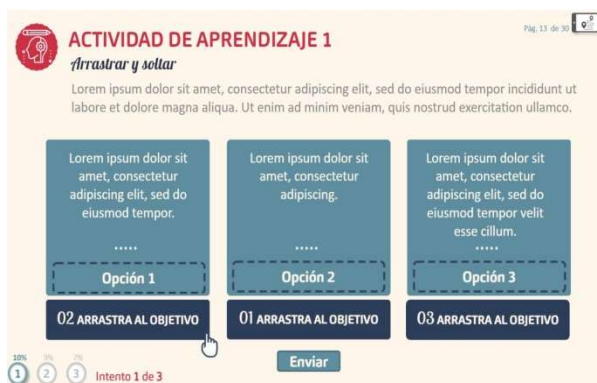 Pág. 13 de 30
ACTIVIDAD DE APRENDIZAJE 1
Arrastrar y soltar
Lorem ipsum dolor sit amet, consectetur adipiscing elit, sed do eiusmod tempor incididunt ut
labore et dolore magna aliqua. Ut enim ad minim veniam, quis nostrud exercitation ullamco.
Lorem ipsum dolor sit
amet, consectetur
adipiscing elit, sed do
eiusmod tempor.
.....
Opción 1
02 ARRASTRA AL OBJETIVO
Lorem ipsum dolor sit
amet, consectetur
adipiscing.
.....
Opción 2
01 ARRASTRA AL OBJETIVO
Lorem ipsum dolor sit
amet, consectetur
adipiscing elit, sed do
eiusmod tempor velit
esse cillum.
.....
Opción 3
03 ARRASTRA AL OBJETIVO
Enviar
10%
1 2 3 Intento 1 de 3